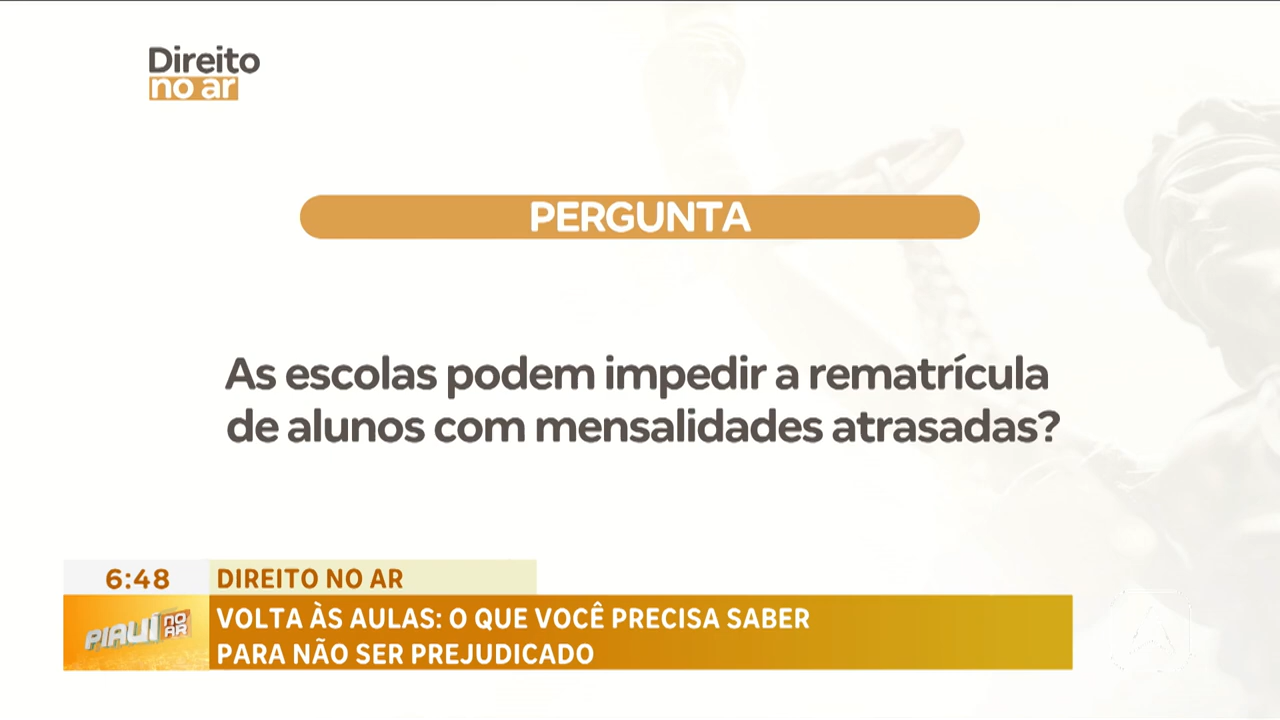 Direito
no ar
PERGUNTA
As escolas podem impedir a rematrícula
de alunos com mensalidades atrasadas?
6:48
DIREITO NO AR
PIAUÍ NO AR
VOLTA ÀS AULAS: O QUE VOCÊ PRECISA SABER
PARA NÃO SER PREJUDICADO